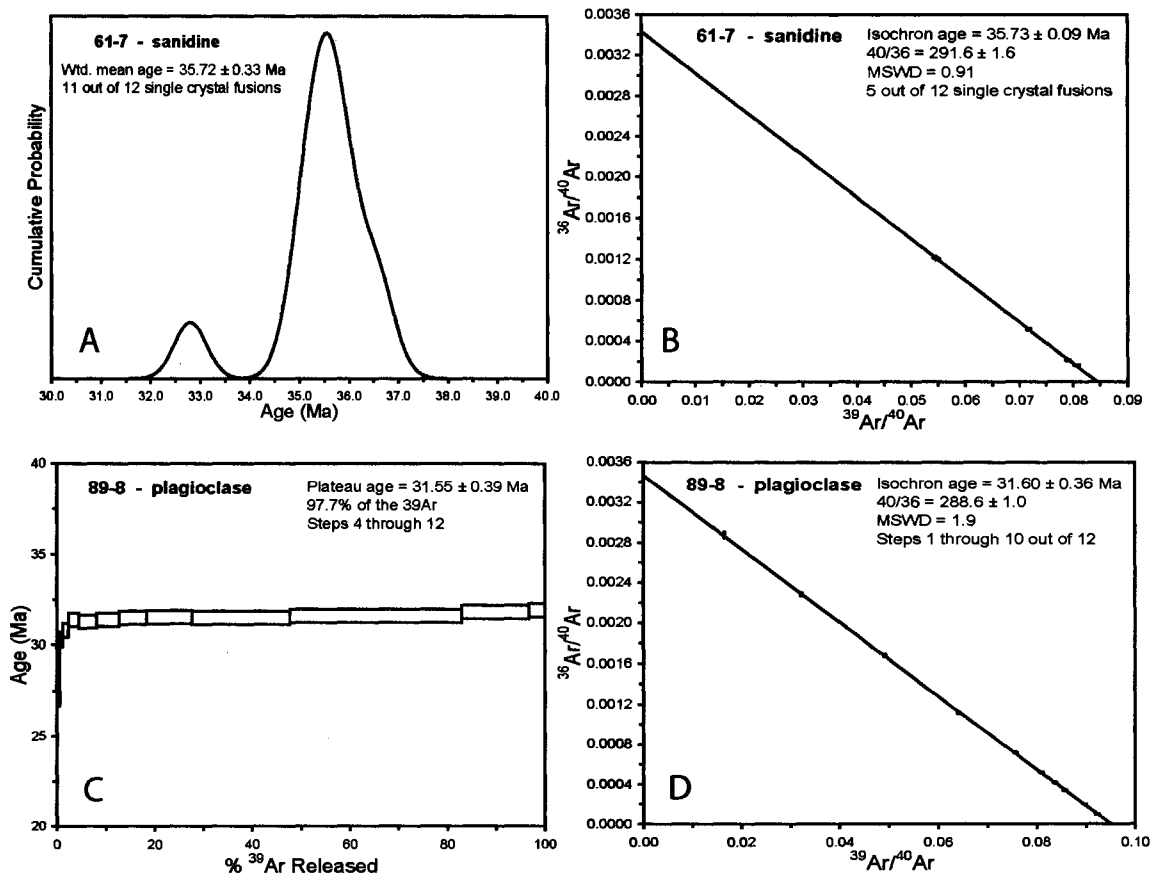 61-7 - sanidine
Wtd. mean age = 35.72 ± 0.33 Ma
11 out of 12 single crystal fusions
Cumulative Probability
A
30.0 31.0 32.0 33.0 34.0 35.0 36.0 37.0 38.0 39.0 40.0
Age (Ma)
61-7 - sanidine
Isochron age = 35.73 ± 0.09 Ma
40/36 = 291.6 ± 1.6
MSWD = 0.91
5 out of 12 single crystal fusions
0.0036
0.0032
0.0028
0.0024
0.0020
0.0016
0.0012
0.0008
0.0004
0.0000
36Ar/40Ar
B
0.00 0.01 0.02 0.03 0.04 0.05 0.06 0.07 0.08 0.09
39Ar/40Ar
89-8 - plagioclase
Plateau age = 31.55 ± 0.39 Ma
97.7% of the 39Ar
Steps 4 through 12
40
35
30
25
20
Age (Ma)
C
0 20 40 60 80 100
% 39Ar Released
89-8 - plagioclase
Isochron age = 31.60 ± 0.36 Ma
40/36 = 288.6 ± 1.0
MSWD = 1.9
Steps 1 through 10 out of 12
0.0036
0.0032
0.0028
0.0024
0.0020
0.0016
0.0012
0.0008
0.0004
0.0000
36Ar/40Ar
D
0.00 0.02 0.04 0.06 0.08 0.10
39Ar/40Ar